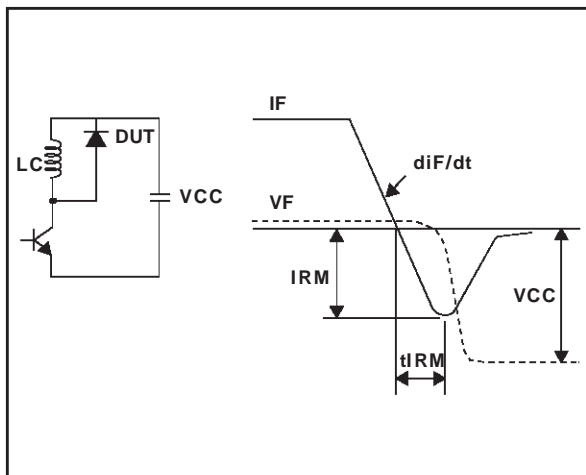 IF
DUT
diF/dt
LC
VCC
VF
IRM
VCC
tIRM